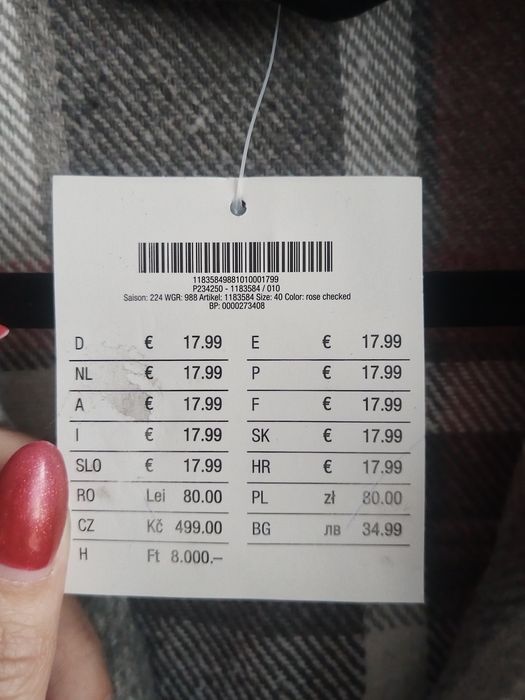 11835849881010001799
P234250 - 1183584 / 010
Saison: 224 WGR: 988 Artikel: 1183584 Size: 40 Color: rose checked
BP: 0000273408
D € 17.99 E € 17.99
NL € 17.99 P € 17.99
A € 17.99 F € 17.99
I € 17.99 SK € 17.99
SLO € 17.99 HR € 17.99
RO Lei 80.00 PL zł 80.00
CZ Kč 499.00 BG лв 34.99
H Ft 8.000.–